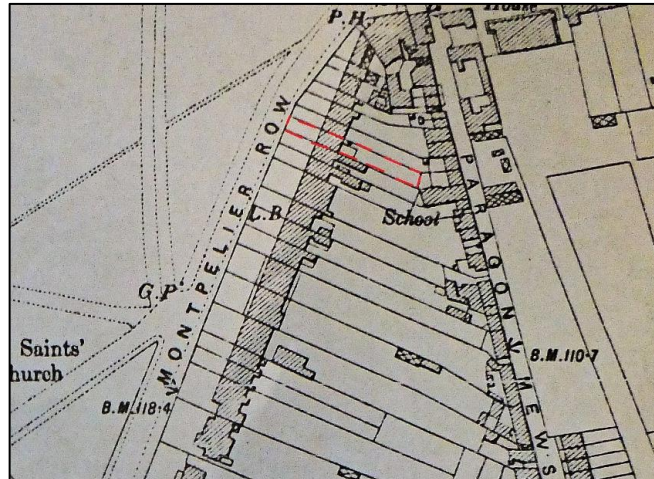 House
P.H.
MONTPELIER ROW
L.B.
School
PARAGON MEWS
G.P.
Saints'
hurch
B.M.118·4
B.M.110·7